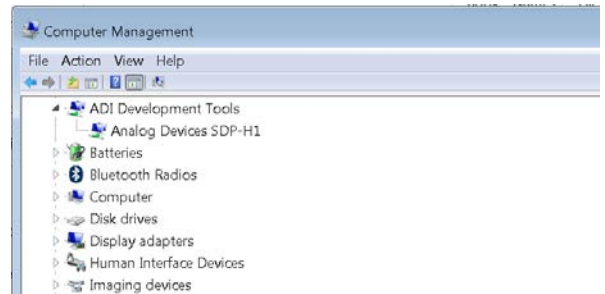 Computer Management
File Action View Help
ADI Development Tools
Analog Devices SDP-H1
Batteries
Bluetooth Radios
Computer
Disk drives
Display adapters
Human Interface Devices
Imaging devices